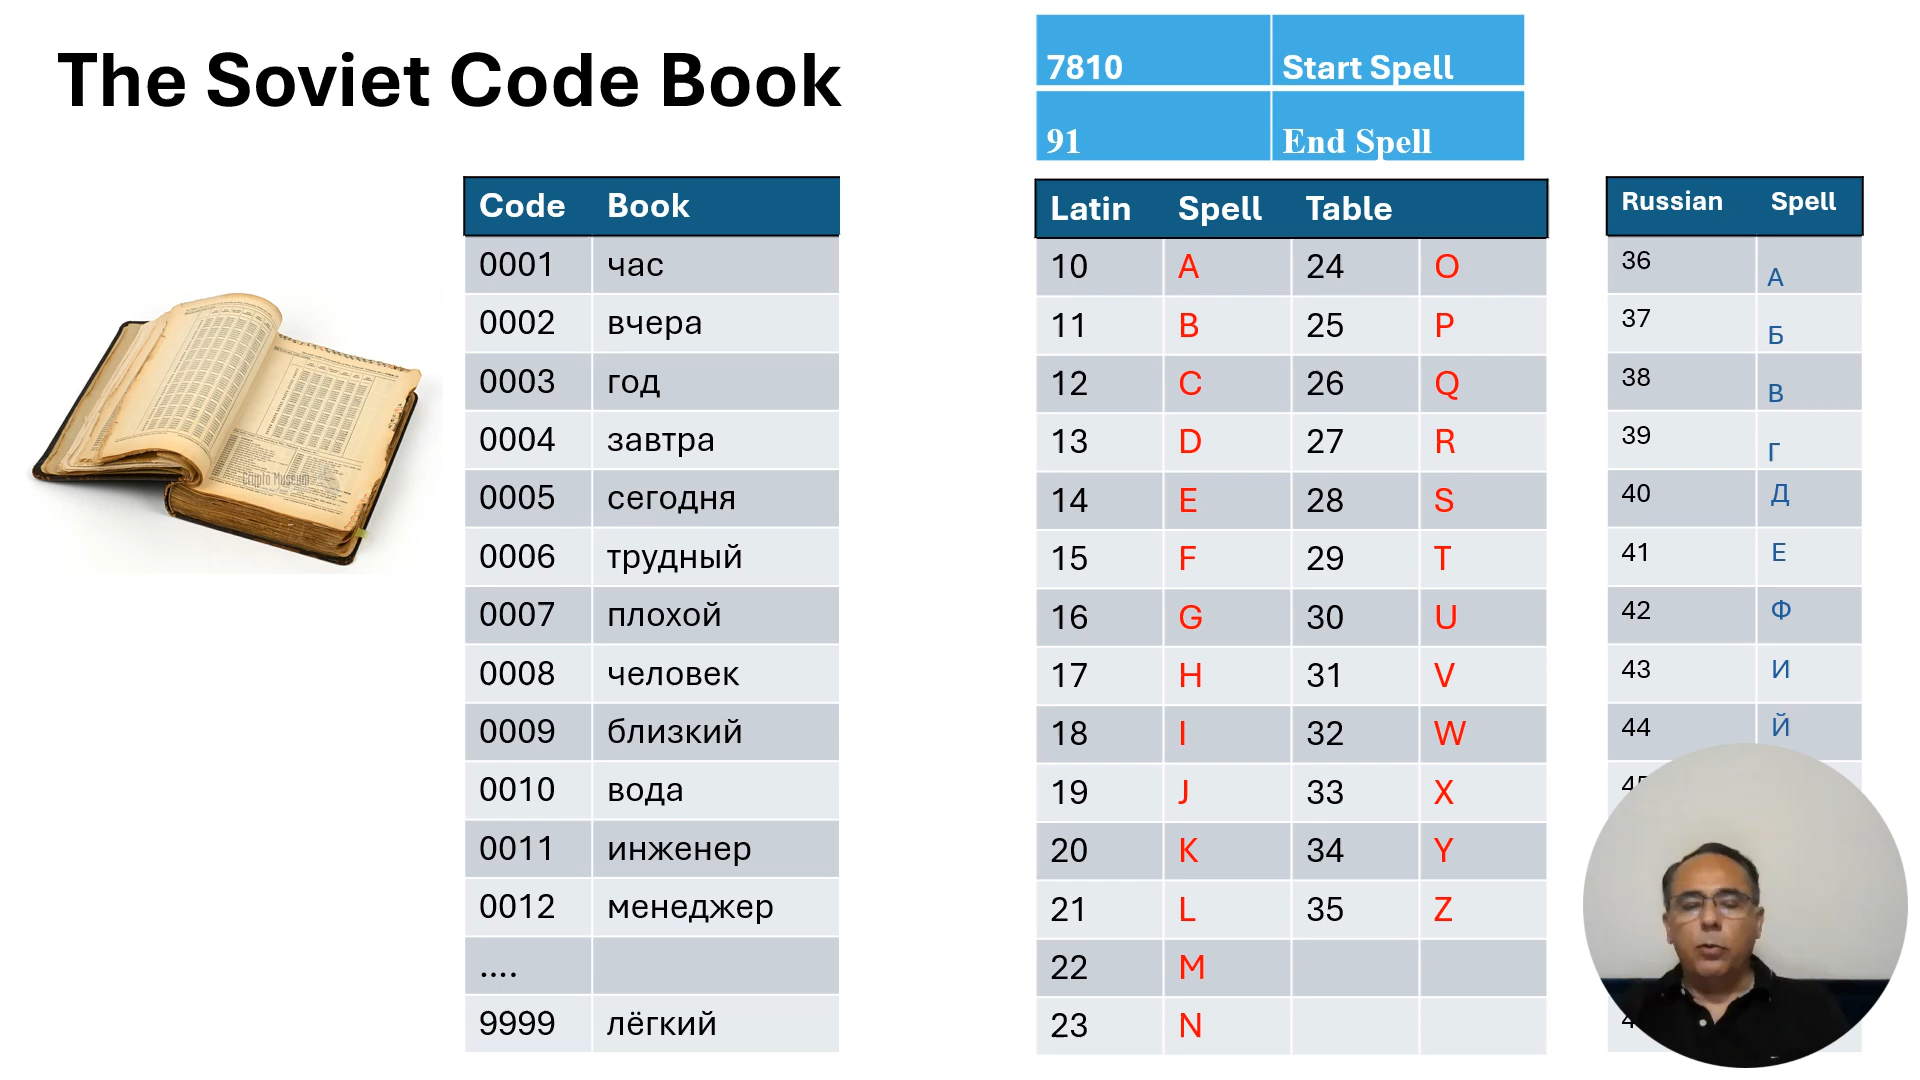 The Soviet Code Book
7810 Start Spell
91 End Spell
Code Book
0001 час
0002 вчера
0003 год
0004 завтра
0005 сегодня
0006 трудный
0007 плохой
0008 человек
0009 близкий
0010 вода
0011 инженер
0012 менеджер
....
9999 лёгкий
Latin Spell Table
10 A 24 O
11 B 25 P
12 C 26 Q
13 D 27 R
14 E 28 S
15 F 29 T
16 G 30 U
17 H 31 V
18 I 32 W
19 J 33 X
20 K 34 Y
21 L 35 Z
22 M
23 N
Russian Spell
36 А
37 Б
38 В
39 Г
40 Д
41 Е
42 Ф
43 И
44 Й
Crypto Museum